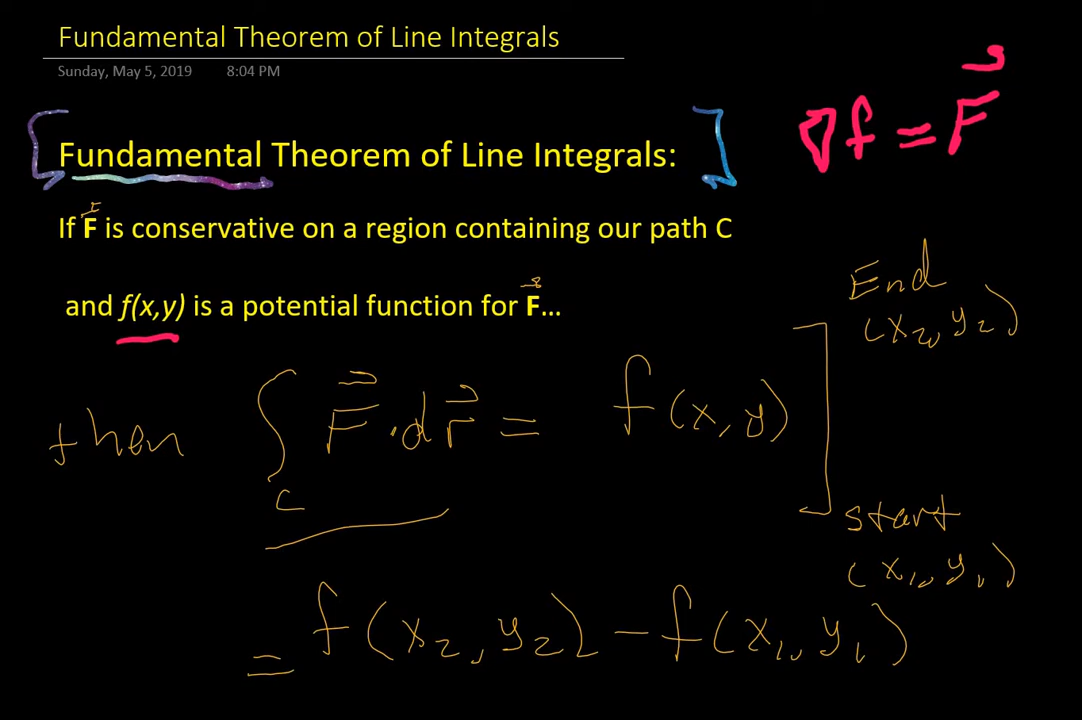 Fundamental Theorem of Line Integrals
Sunday, May 5, 2019 8:04 PM
∇f = F⃗
[Fundamental Theorem of Line Integrals:]
If F⃗ is conservative on a region containing our path C
and f(x,y) is a potential function for F⃗...
End
(x₂, y₂)
then ∫_C F⃗ · dr⃗ = f(x, y) ]
start
(x₁, y₁)
= f(x₂, y₂) - f(x₁, y₁)